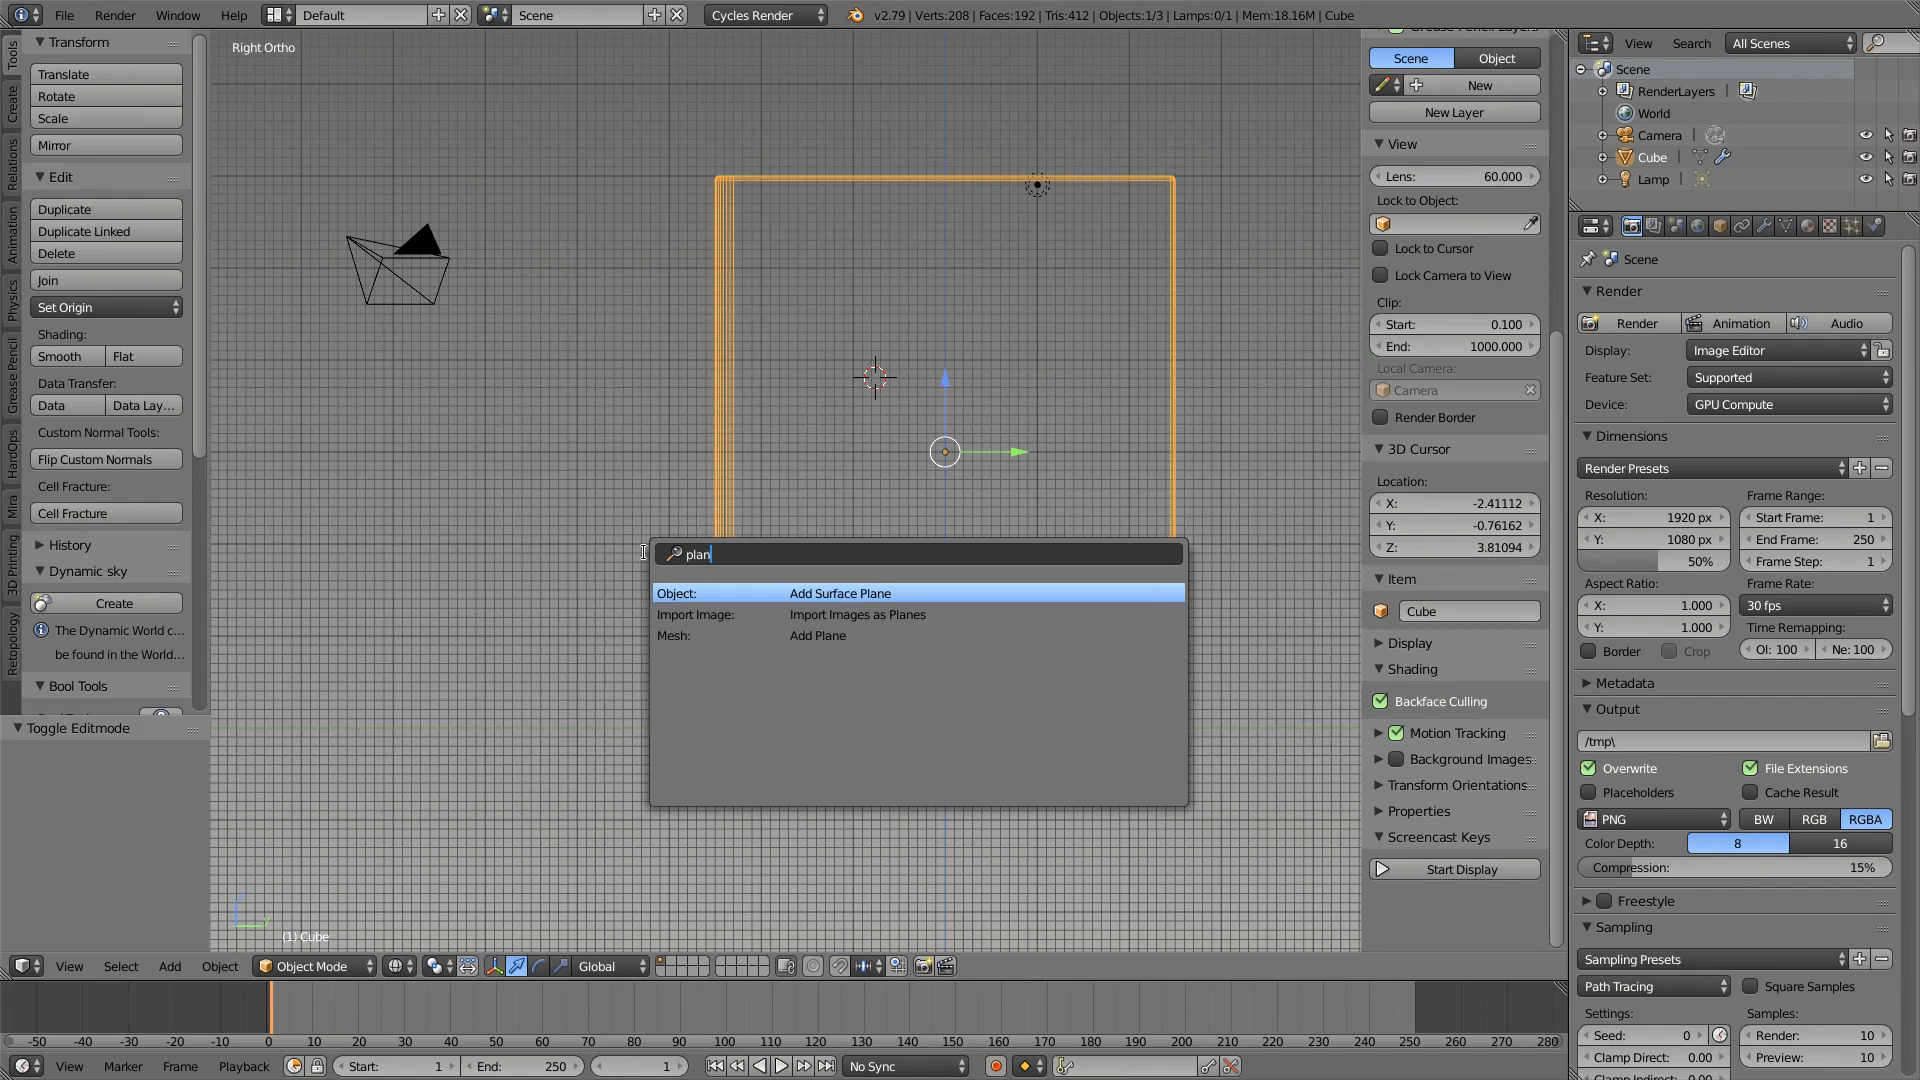 File Render Window Help Default Scene Cycles Render v2.79 | Verts:208 | Faces:192 | Tris:412 | Objects:1/3 | Lamps:0/1 | Mem:18.16M | Cube
Tools
Create
Relations
Animation
Physics
Grease Pencil
HardOps
Mira
3D Printing
Retopology
Transform
Translate
Rotate
Scale
Mirror
Edit
Duplicate
Duplicate Linked
Delete
Join
Set Origin
Shading:
Smooth Flat
Data Transfer:
Data Data Lay...
Custom Normal Tools:
Flip Custom Normals
Cell Fracture:
Cell Fracture
History
Dynamic sky
Create
The Dynamic World c...
be found in the World...
Bool Tools
Toggle Editmode
Right Ortho
plan
Object: Add Surface Plane
Import Image: Import Images as Planes
Mesh: Add Plane
(1) Cube
Scene Object
New
New Layer
View
Lens: 60.000
Lock to Object:
Lock to Cursor
Lock Camera to View
Clip:
Start: 0.100
End: 1000.000
Local Camera:
Camera
Render Border
3D Cursor
Location:
X: -2.41112
Y: -0.76162
Z: 3.81094
Item
Cube
Display
Shading
Backface Culling
Motion Tracking
Background Images
Transform Orientations
Properties
Screencast Keys
Start Display
View Search All Scenes
Scene
RenderLayers
World
Camera
Cube
Lamp
Scene
Render
Render Animation Audio
Display: Image Editor
Feature Set: Supported
Device: GPU Compute
Dimensions
Render Presets
Resolution: Frame Range:
X: 1920 px Start Frame: 1
Y: 1080 px End Frame: 250
50% Frame Step: 1
Aspect Ratio: Frame Rate:
X: 1.000 30 fps
Y: 1.000 Time Remapping:
Border Crop Ol: 100 Ne: 100
Metadata
Output
/tmp\
Overwrite File Extensions
Placeholders Cache Result
PNG BW RGB RGBA
Color Depth: 8 16
Compression: 15%
Freestyle
Sampling
Sampling Presets
Path Tracing Square Samples
Settings: Samples:
Seed: 0 Render: 10
Clamp Direct: 0.00 Preview: 10
View Select Add Object Object Mode Global
-50 -40 -30 -20 -10 0 10 20 30 40 50 60 70 80 90 100 110 120 130 140 150 160 170 180 190 200 210 220 230 240 250 260 270 280
View Marker Frame Playback Start: 1 End: 250 1 No Sync